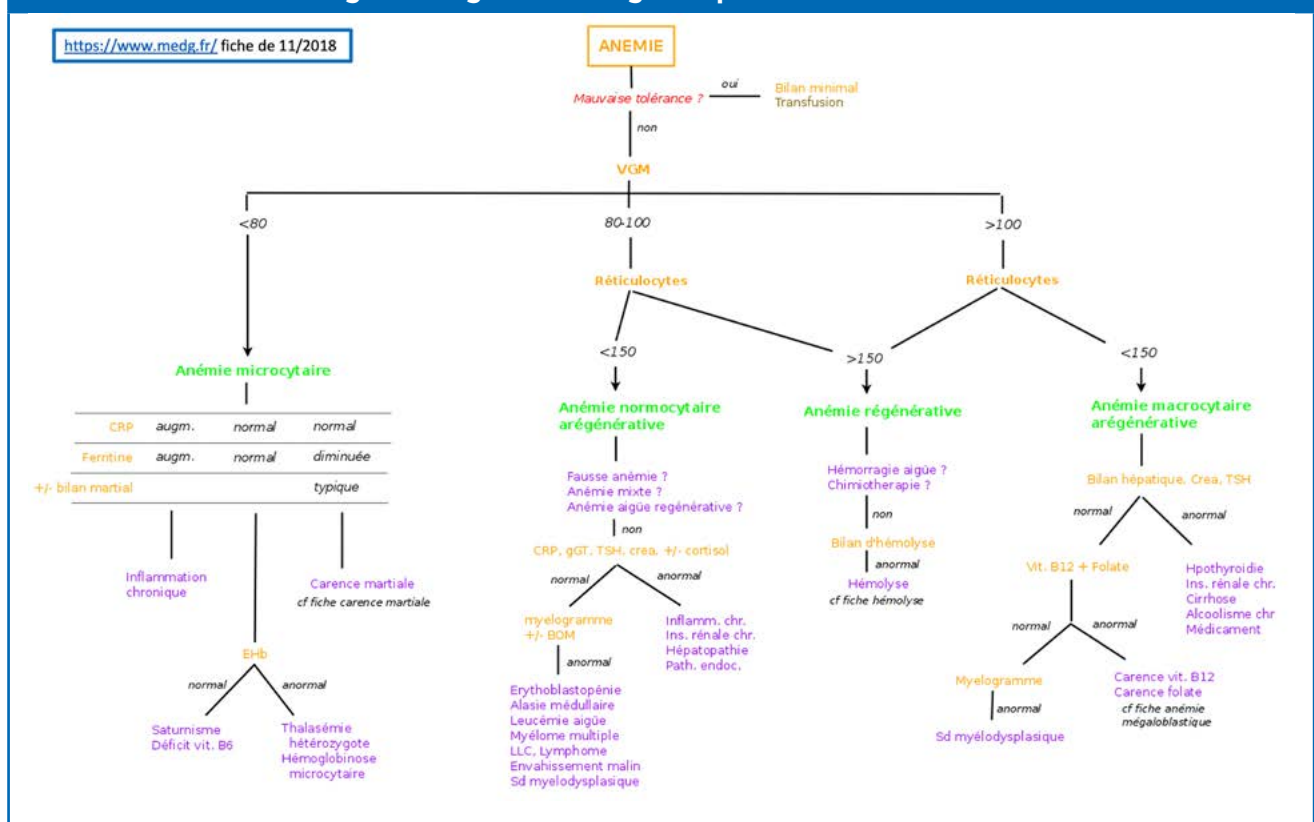 https://www.medg.fr/ fiche de 11/2018
ANEMIE
Mauvaise tolérance ?
oui
Bilan minimal
Transfusion
non
VGM
<80
80-100
>100
Réticulocytes
Réticulocytes
<150
>150
<150
Anémie microcytaire
CRP augm. normal normal
Ferritine augm. normal diminuée
+/- bilan martial typique
Inflammation
chronique
Carence martiale
cf fiche carence martiale
EHb
normal
anormal
Saturnisme
Déficit vit. B6
Thalasémie
hétérozygote
Hémoglobinose
microcytaire
Anémie normocytaire
arégénérative
Fausse anémie ?
Anémie mixte ?
Anémie aigüe regénérative ?
non
CRP, gGT, TSH, crea, +/- cortisol
normal
anormal
myelogramme
+/- BOM
anormal
Inflamm. chr.
Ins. rénale chr.
Hépatopathie
Path. endoc.
Erythoblastopénie
Alasie médullaire
Leucémie aigüe
Myélome multiple
LLC, Lymphome
Envahissement malin
Sd myelodysplasique
Anémie régénérative
Hémorragie aigüe ?
Chimiotherapie ?
non
Bilan d'hémolyse
anormal
Hémolyse
cf fiche hémolyse
Anémie macrocytaire
arégénérative
Bilan hépatique, Crea, TSH
normal
anormal
Vit. B12 + Folate
Hpothyroidie
Ins. rénale chr.
Cirrhose
Alcoolisme chr
Médicament
normal
anormal
Myelogramme
anormal
Sd myélodysplasique
Carence vit. B12
Carence folate
cf fiche anémie
mégaloblastique